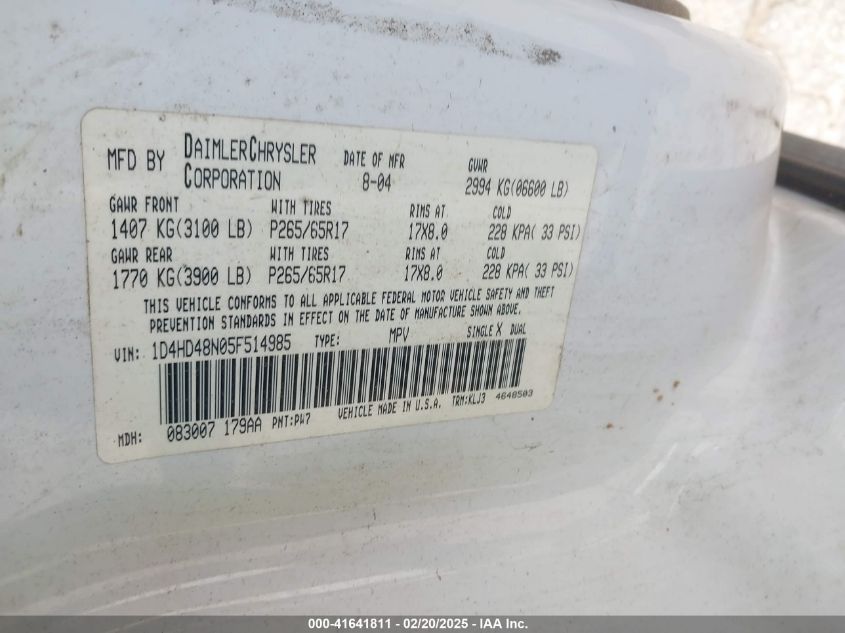 MFD BY DAIMLERCHRYSLER CORPORATION DATE OF MFR 8-04 GVWR 2994 KG(06600 LB)
GAWR FRONT WITH TIRES RIMS AT COLD
1407 KG(3100 LB) P265/65R17 17X8.0 228 KPA( 33 PSI)
GAWR REAR WITH TIRES RIMS AT COLD
1770 KG(3900 LB) P265/65R17 17X8.0 228 KPA( 33 PSI)
THIS VEHICLE CONFORMS TO ALL APPLICABLE FEDERAL MOTOR VEHICLE SAFETY AND THEFT
PREVENTION STANDARDS IN EFFECT ON THE DATE OF MANUFACTURE SHOWN ABOVE.
VIN: 1D4HD48N05F514985 TYPE: MPV SINGLE X DUAL
MDH: 083007 179AA PNT:PW7 VEHICLE MADE IN U.S.A. TRM:KLJ3 4648503
000-41641811 - 02/20/2025 - IAA Inc.